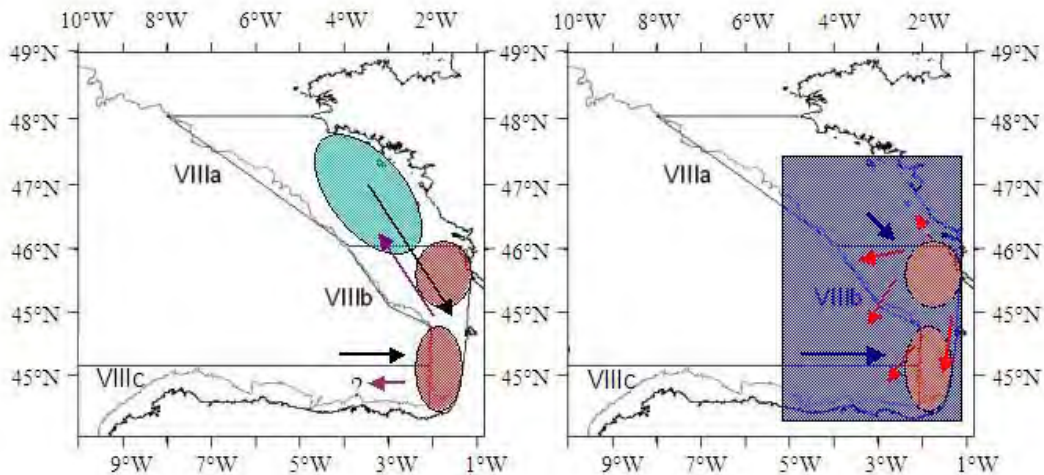 10°W 8°W 6°W 4°W 2°W 10°W 8°W 6°W 4°W 2°W
49°N 49°N 49°N 49°N
48°N 48°N 48°N 48°N
VIIIa VIIIa
47°N 47°N 47°N 47°N
46°N 46°N 46°N 46°N
VIIIb VIIIb
45°N 45°N 45°N 45°N
VIIIc ? VIIIc
45°N 45°N 45°N 45°N
9°W 6°W 5°W 3°W 1°W 9°W 6°W 5°W 3°W 1°W